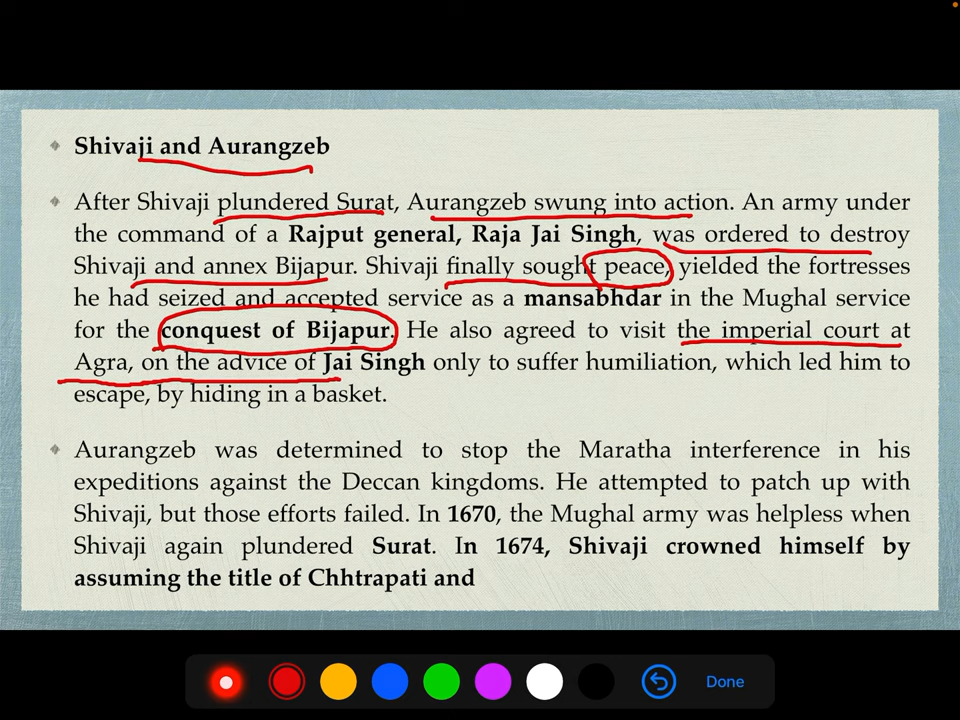 Shivaji and Aurangzeb
After Shivaji plundered Surat, Aurangzeb swung into action. An army under
the command of a Rajput general, Raja Jai Singh, was ordered to destroy
Shivaji and annex Bijapur. Shivaji finally sought peace, yielded the fortresses
he had seized and accepted service as a mansabhdar in the Mughal service
for the conquest of Bijapur. He also agreed to visit the imperial court at
Agra, on the advice of Jai Singh only to suffer humiliation, which led him to
escape, by hiding in a basket.
Aurangzeb was determined to stop the Maratha interference in his
expeditions against the Deccan kingdoms. He attempted to patch up with
Shivaji, but those efforts failed. In 1670, the Mughal army was helpless when
Shivaji again plundered Surat. In 1674, Shivaji crowned himself by
assuming the title of Chhtrapati and
Done